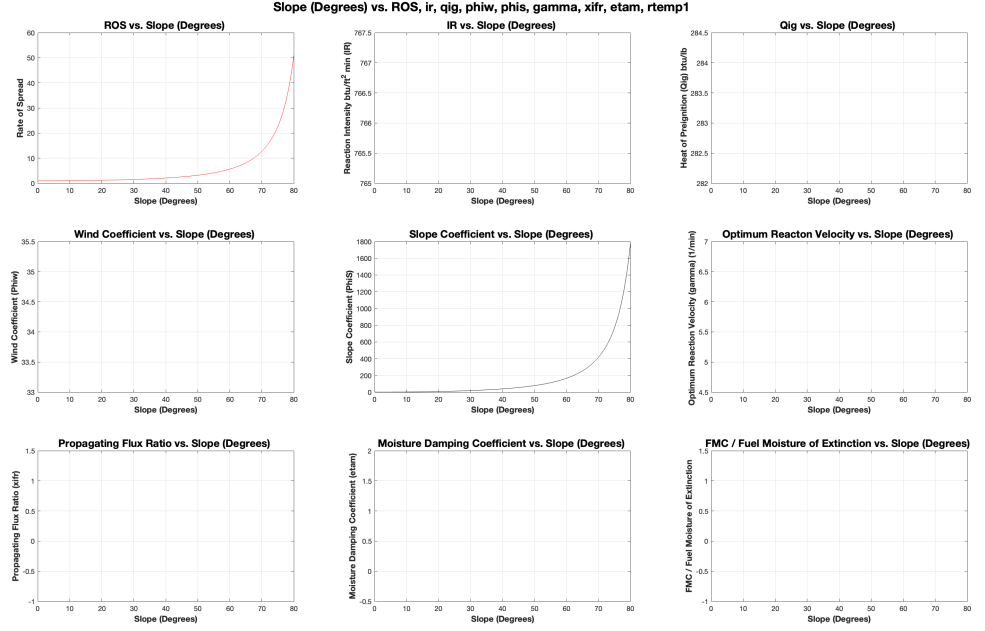 Slope (Degrees) vs. ROS, ir, qig, phiw, phis, gamma, xifr, etam, rtemp1
ROS vs. Slope (Degrees)
Rate of Spread
60
50
40
30
20
10
0
0 10 20 30 40 50 60 70 80
Slope (Degrees)
IR vs. Slope (Degrees)
Reaction Intensity btu/ft² min (IR)
767.5
767
766.5
766
765.5
765
0 10 20 30 40 50 60 70 80
Slope (Degrees)
Qig vs. Slope (Degrees)
Heat of Preignition (Qig) btu/lb
284.5
284
283.5
283
282.5
282
0 10 20 30 40 50 60 70 80
Slope (Degrees)
Wind Coefficient vs. Slope (Degrees)
Wind Coefficient (Phiw)
35.5
35
34.5
34
33.5
33
0 10 20 30 40 50 60 70 80
Slope (Degrees)
Slope Coefficient vs. Slope (Degrees)
Slope Coefficient (PhiS)
1800
1600
1400
1200
1000
800
600
400
200
0
0 10 20 30 40 50 60 70 80
Slope (Degrees)
Optimum Reacton Velocity vs. Slope (Degrees)
Optimum Reaction Velocity (gamma) (1/min)
7
6.5
6
5.5
5
4.5
0 10 20 30 40 50 60 70 80
Slope (Degrees)
Propagating Flux Ratio vs. Slope (Degrees)
Propagating Flux Ratio (xifr)
1.5
1
0.5
0
-0.5
-1
0 10 20 30 40 50 60 70 80
Slope (Degrees)
Moisture Damping Coefficient vs. Slope (Degrees)
Moisture Damping Coefficient (etam)
2
1.5
1
0.5
0
-0.5
0 10 20 30 40 50 60 70 80
Slope (Degrees)
FMC / Fuel Moisture of Extinction vs. Slope (Degrees)
FMC / Fuel Moisture of Extinction
1.5
1
0.5
0
-0.5
-1
0 10 20 30 40 50 60 70 80
Slope (Degrees)